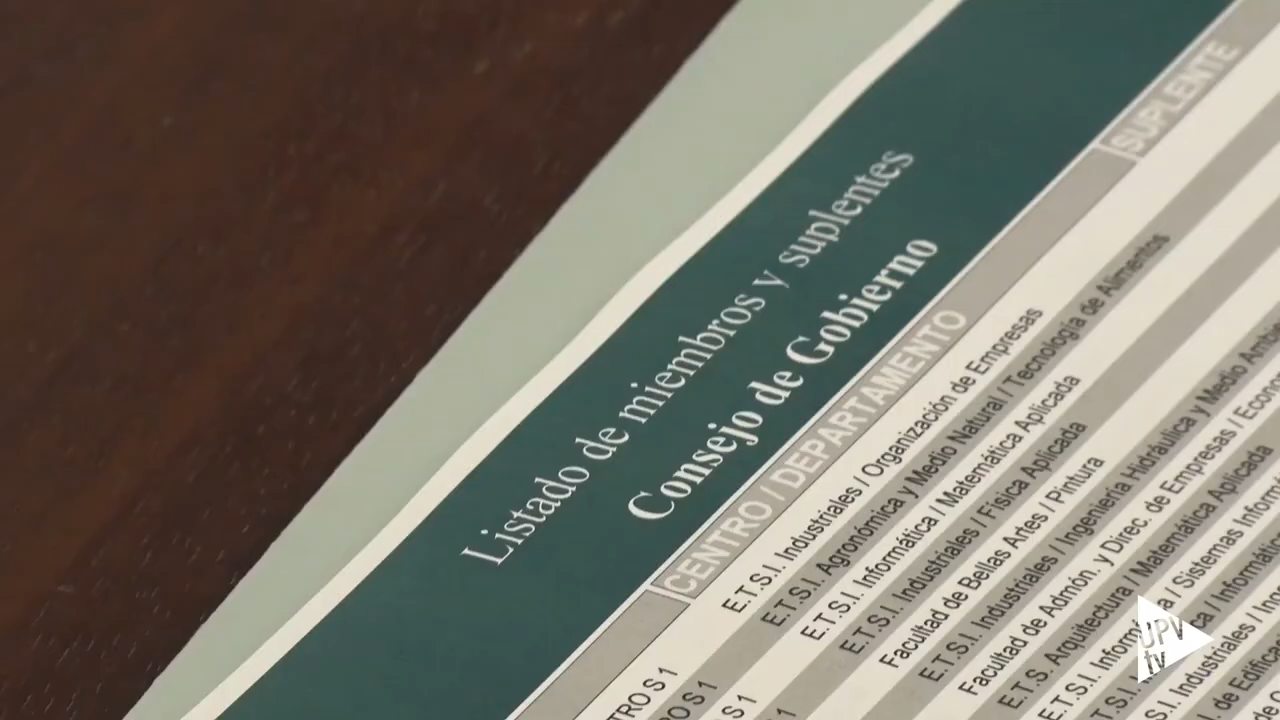 Listado de miembros y suplentes
Consejo de Gobierno
CENTRO / DEPARTAMENTO
SUPLENTE
E.T.S.I. Industriales / Organización de Empresas
E.T.S.I. Agronómica y Medio Natural / Tecnología de Alimentos
E.T.S.I. Informática / Matemática Aplicada
E.T.S.I. Industriales / Física Aplicada
Facultad de Bellas Artes / Pintura
E.T.S.I. Industriales / Ingeniería Hidráulica y Medio
Facultad de Admón. y Direc. de Empresas /
E.T.S. Arquitectura / Matemática Aplicada
E.T.S.I. / Sistemas
Industriales /
UPV
tv